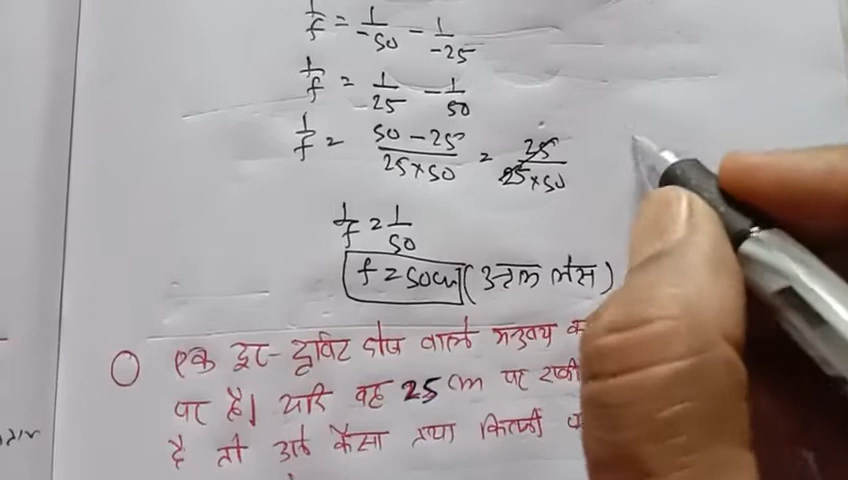 1/f = 1/-50 - 1/-25
1/f = 1/25 - 1/50
1/f = 50-25/25×50 = 25/25×50
1/f = 1/50
f = 50cm (उत्तल लेंस)
एक दूर-दृष्टि दोष वाले मनुष्य
पर है। यदि वह 25 cm पर
है तो उसे कैसा तथा कितनी